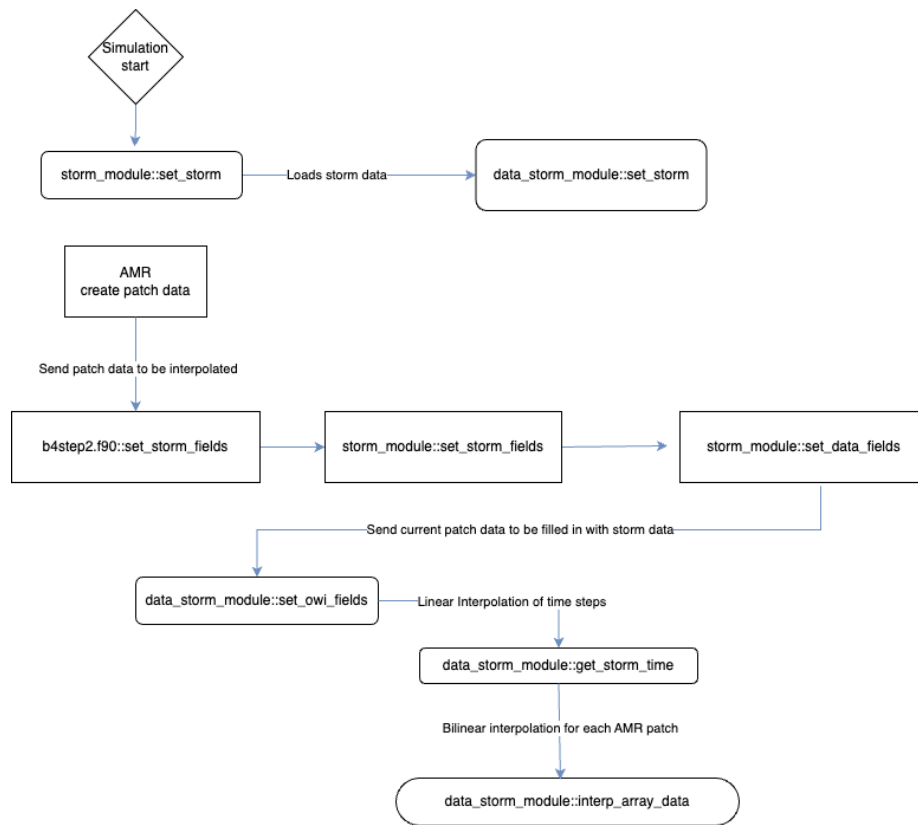 Simulation
start
storm_module::set_storm
Loads storm data
data_storm_module::set_storm
AMR
create patch data
Send patch data to be interpolated
b4step2.f90::set_storm_fields
storm_module::set_storm_fields
storm_module::set_data_fields
Send current patch data to be filled in with storm data
data_storm_module::set_owi_fields
Linear Interpolation of time steps
data_storm_module::get_storm_time
Bilinear interpolation for each AMR patch
data_storm_module::interp_array_data